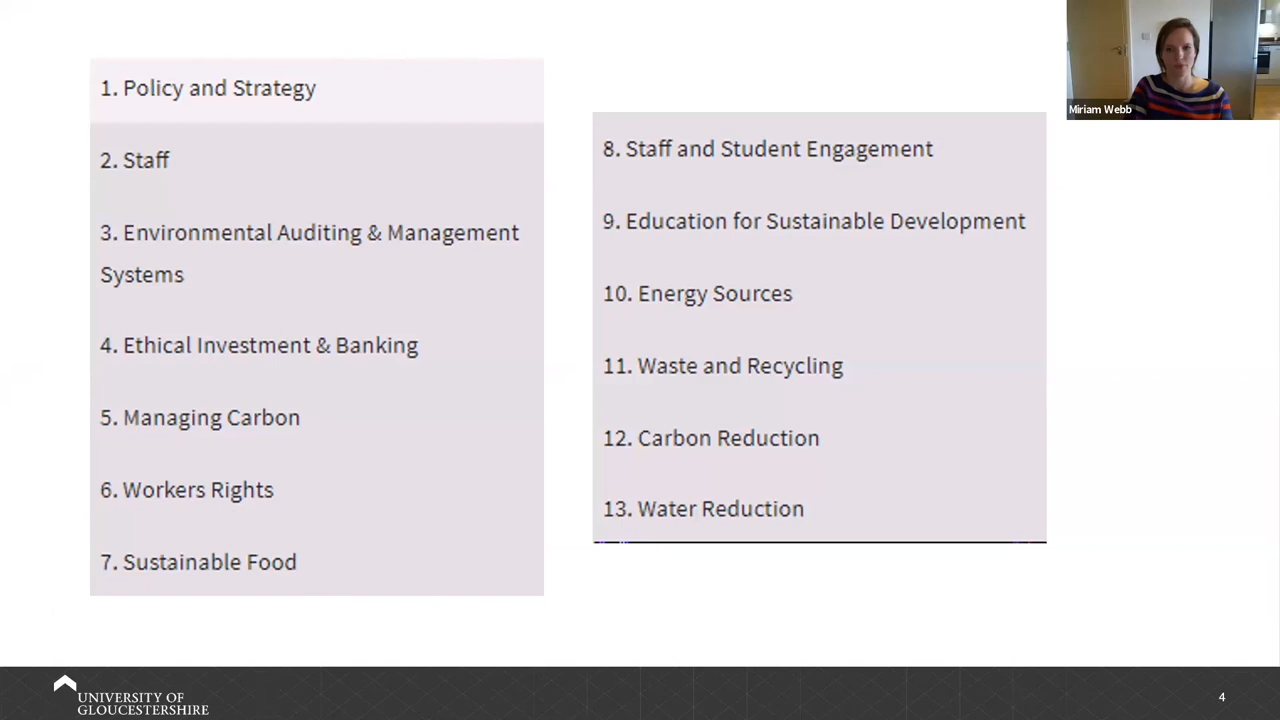 1. Policy and Strategy
2. Staff
3. Environmental Auditing & Management
Systems
4. Ethical Investment & Banking
5. Managing Carbon
6. Workers Rights
7. Sustainable Food
8. Staff and Student Engagement
9. Education for Sustainable Development
10. Energy Sources
11. Waste and Recycling
12. Carbon Reduction
13. Water Reduction
Miriam Webb
UNIVERSITY OF
GLOUCESTERSHIRE
4